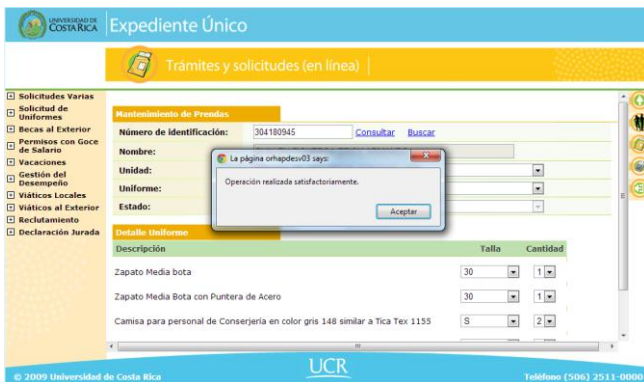 UNIVERSIDAD DE
COSTA RICA
Expediente Único
Trámites y solicitudes (en línea)
Solicitudes Varias
Solicitud de
Uniformes
Becas al Exterior
Permisos con Goce
de Salario
Vacaciones
Gestión del
Desempeño
Viáticos Locales
Viáticos al Exterior
Reclutamiento
Declaración Jurada
Mantenimiento de Prendas
Número de identificación: 304180945 Consultar Buscar
Nombre:
Unidad:
Uniforme:
Estado:
La página orhapdesv03 says:
Operación realizada satisfactoriamente.
Aceptar
Detalle Uniforme
Descripción Talla Cantidad
Zapato Media bota 30 1
Zapato Media Bota con Puntera de Acero 30 1
Camisa para personal de Conserjería en color gris 148 similar a Tica Tex 1155 S 2
© 2009 Universidad de Costa Rica
UCR
Teléfono (506) 2511-0000